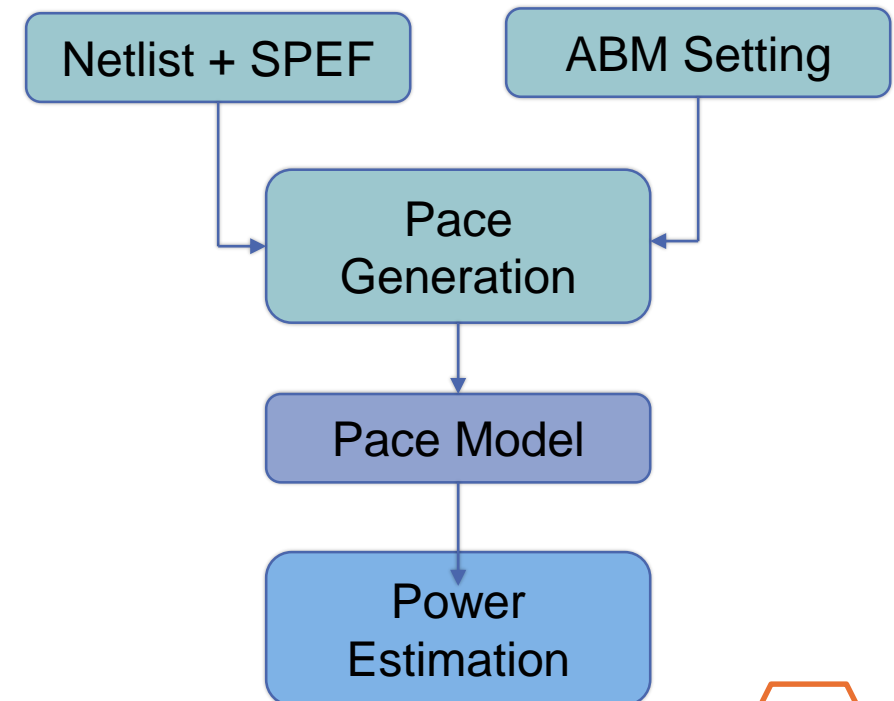 Netlist + SPEF
ABM Setting
Pace
Generation
Pace Model
Power
Estimation